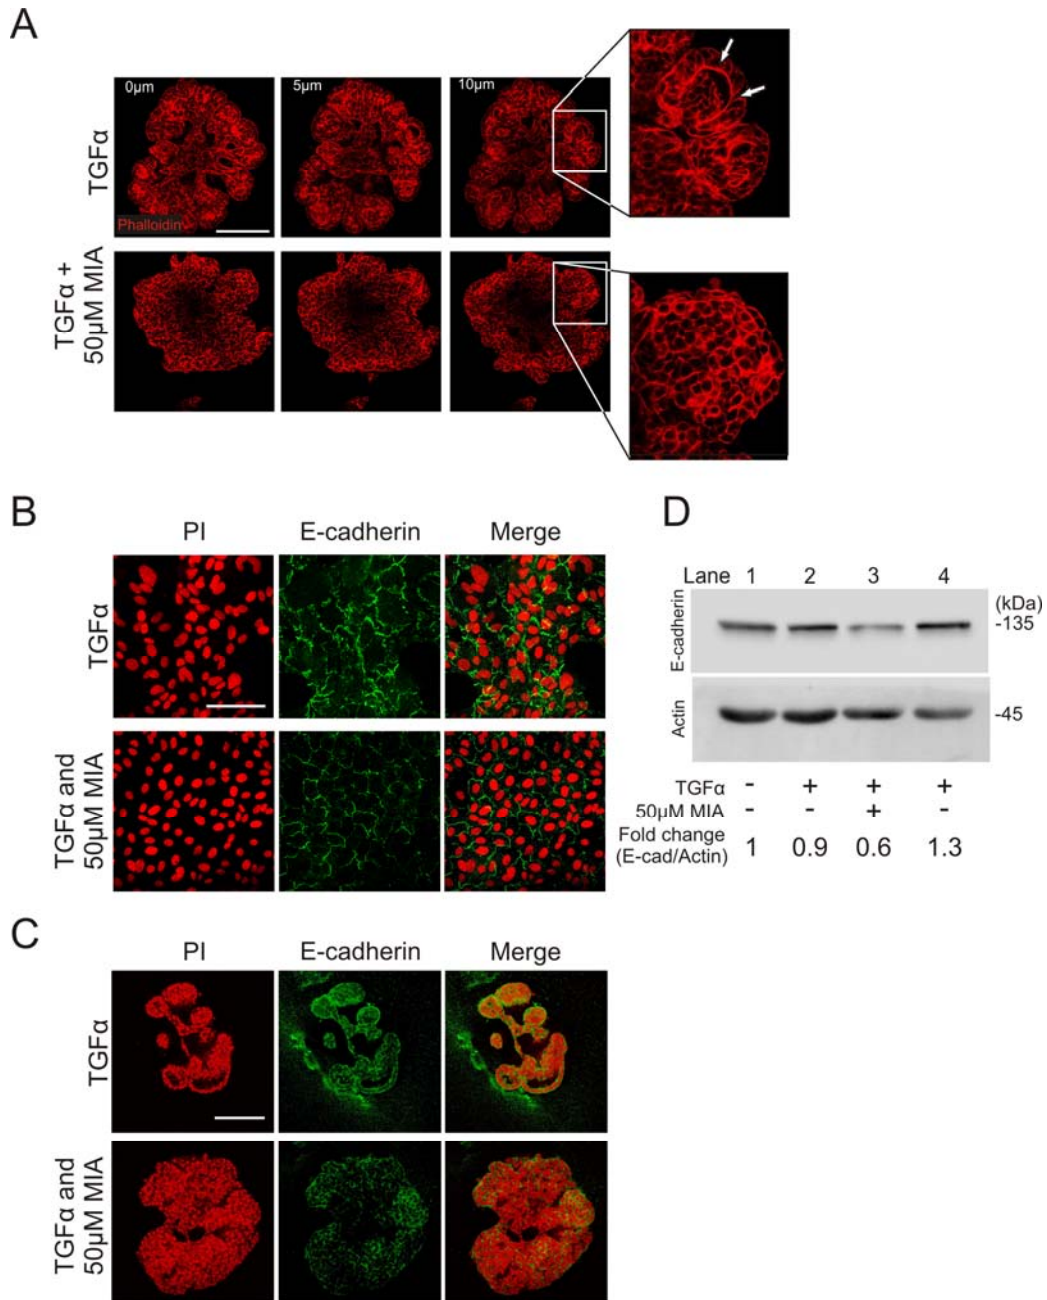 A
0µm
5µm
10µm
TGFα
Phalloidin
TGFα +
50µM MIA
B
PI
E-cadherin
Merge
TGFα
TGFα and
50µM MIA
C
PI
E-cadherin
Merge
TGFα
TGFα and
50µM MIA
D
Lane 1 2 3 4
(kDa)
E-cadherin
-135
Actin
-45
TGFα - + + +
50µM MIA - - + -
Fold change
(E-cad/Actin) 1 0.9 0.6 1.3